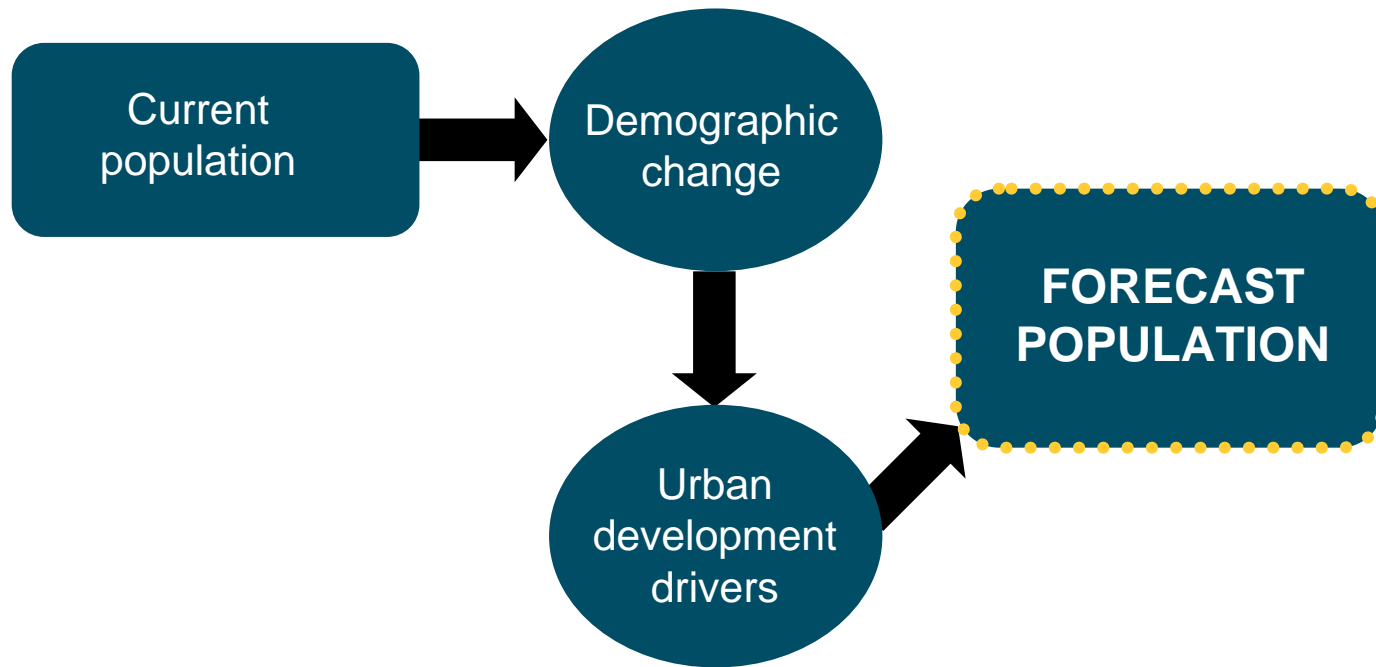 Current
population
Demographic
change
FORECAST
POPULATION
Urban
development
drivers